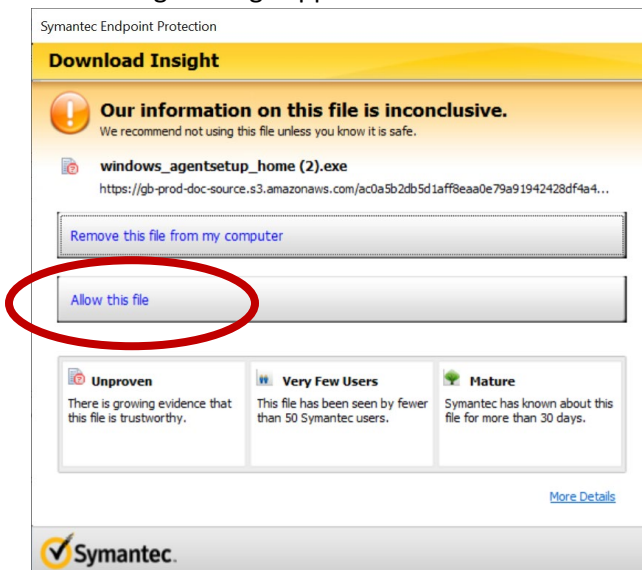 Symantec Endpoint Protection
Download Insight
Our information on this file is inconclusive.
We recommend not using this file unless you know it is safe.
windows_agentsetup_home (2).exe
https://gb-prod-doc-source.s3.amazonaws.com/ac0a5b2db5d1aff8eaa0e79a91942428df4a4...
Remove this file from my computer
Allow this file
Unproven
There is growing evidence that
this file is trustworthy.
Very Few Users
This file has been seen by fewer
than 50 Symantec users.
Mature
Symantec has known about this
file for more than 30 days.
More Details
Symantec.